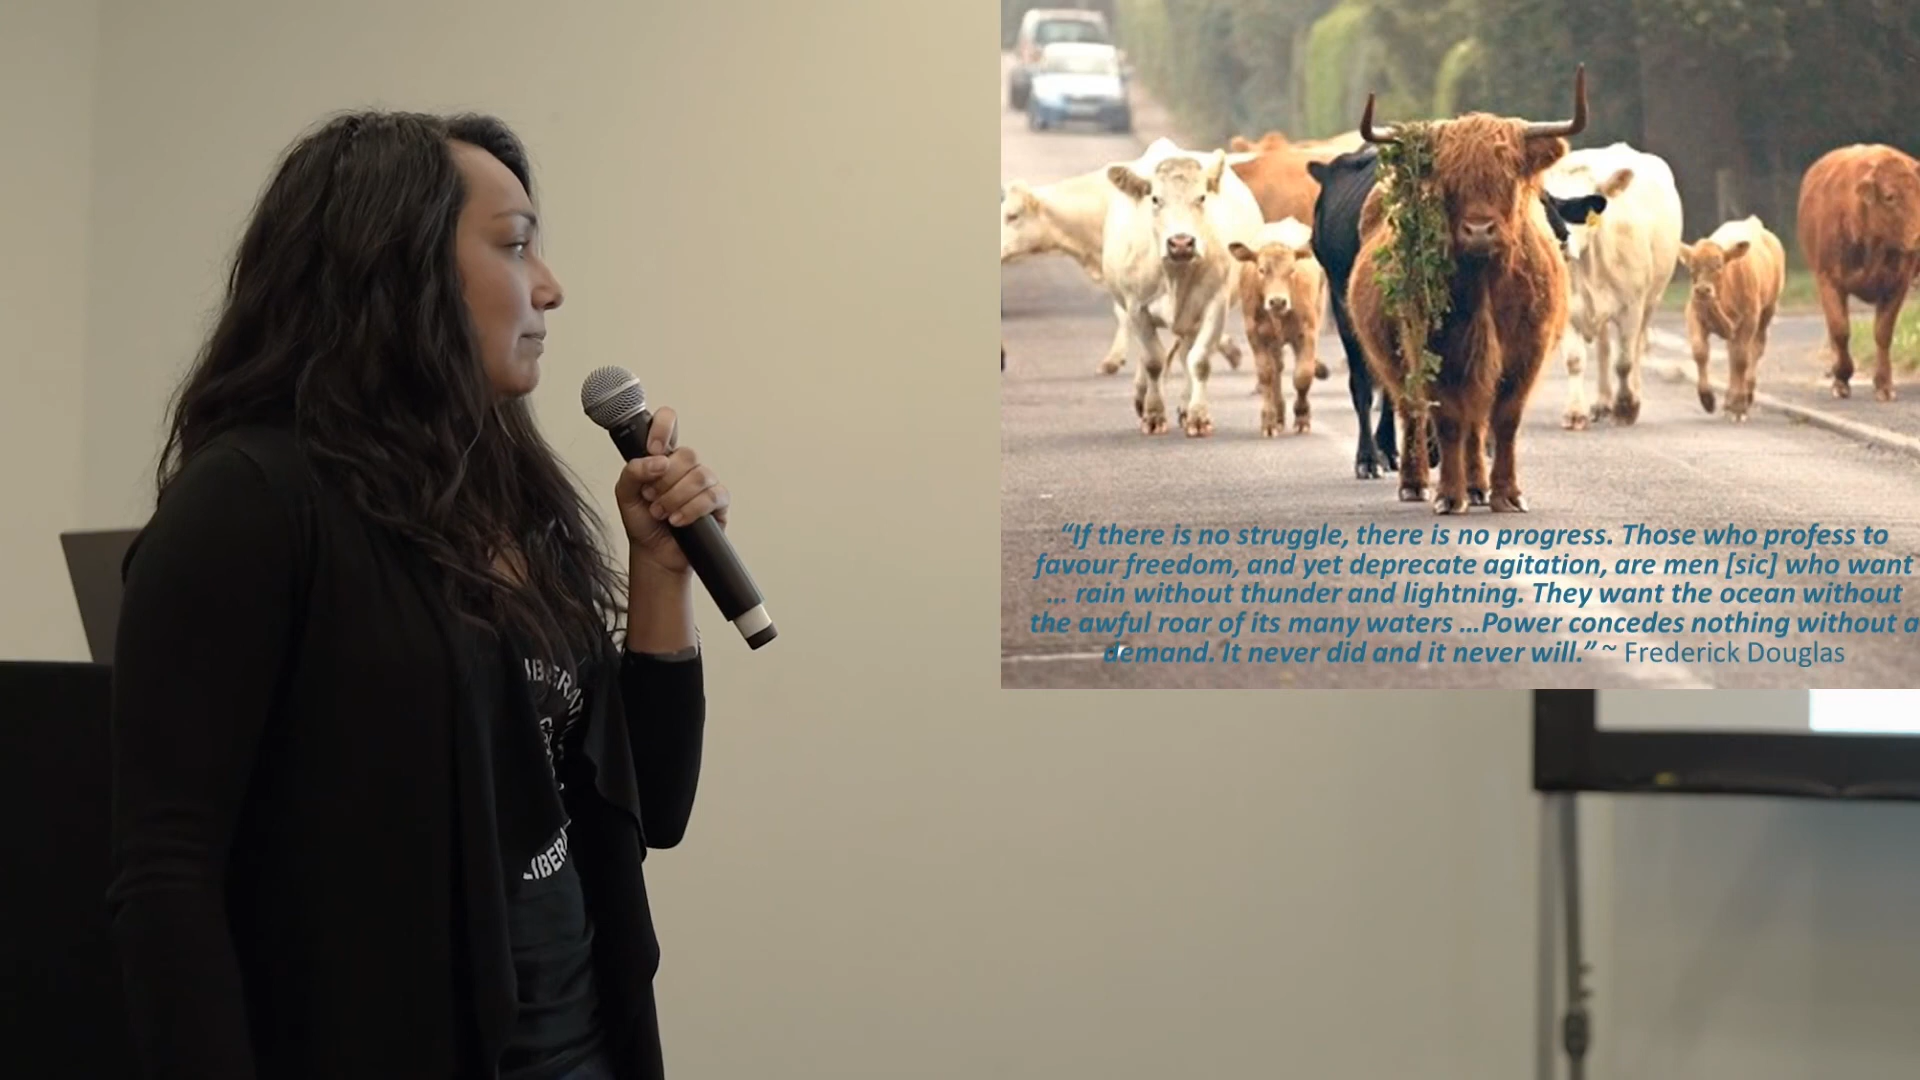 “If there is no struggle, there is no progress. Those who profess to
favour freedom, and yet deprecate agitation, are men [sic] who want
... rain without thunder and lightning. They want the ocean without
the awful roar of its many waters ...Power concedes nothing without a
demand. It never did and it never will.” ~ Frederick Douglas